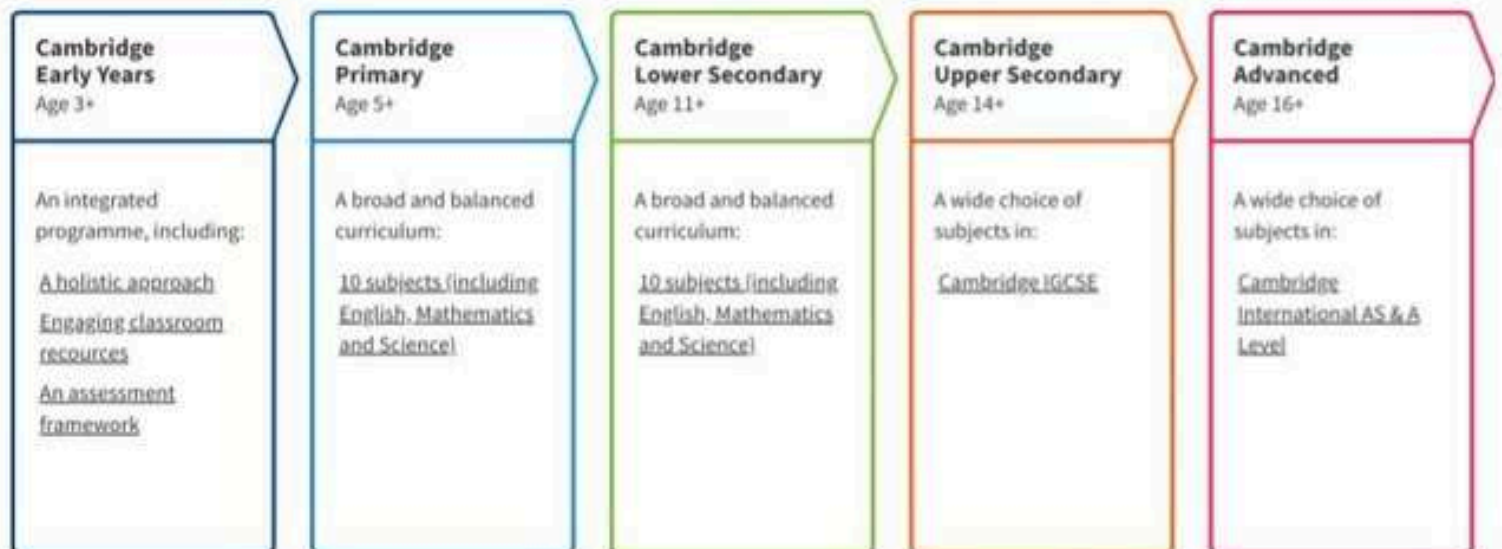 Cambridge
Early Years
Age 3+
An integrated
programme, including:
A holistic approach
Engaging classroom
recources
An assessment
framework
Cambridge
Primary
Age 5+
A broad and balanced
curriculum:
10 subjects (including
English, Mathematics
and Science)
Cambridge
Lower Secondary
Age 11+
A broad and balanced
curriculum:
10 subjects (including
English, Mathematics
and Science)
Cambridge
Upper Secondary
Age 14+
A wide choice of
subjects in:
Cambridge IGCSE
Cambridge
Advanced
Age 16+
A wide choice of
subjects in:
Cambridge
International AS & A
Level